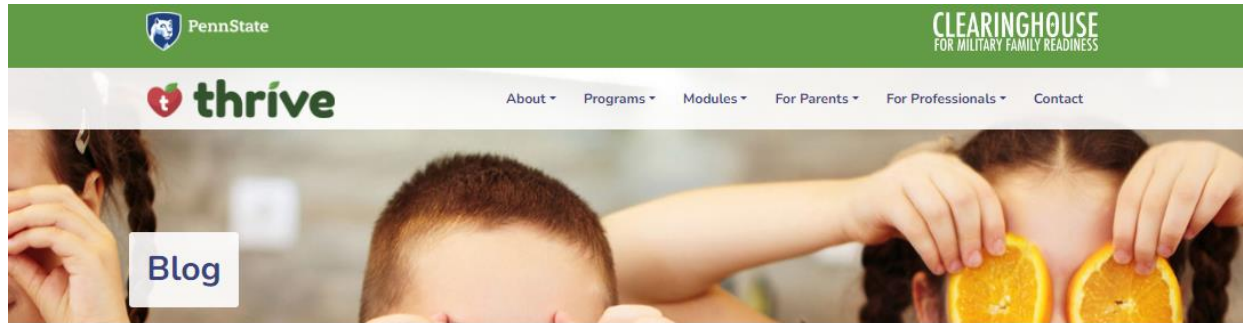 PennState
CLEARINGHOUSE
FOR MILITARY FAMILY READINESS
t thrive
About Programs Modules For Parents For Professionals Contact
Blog